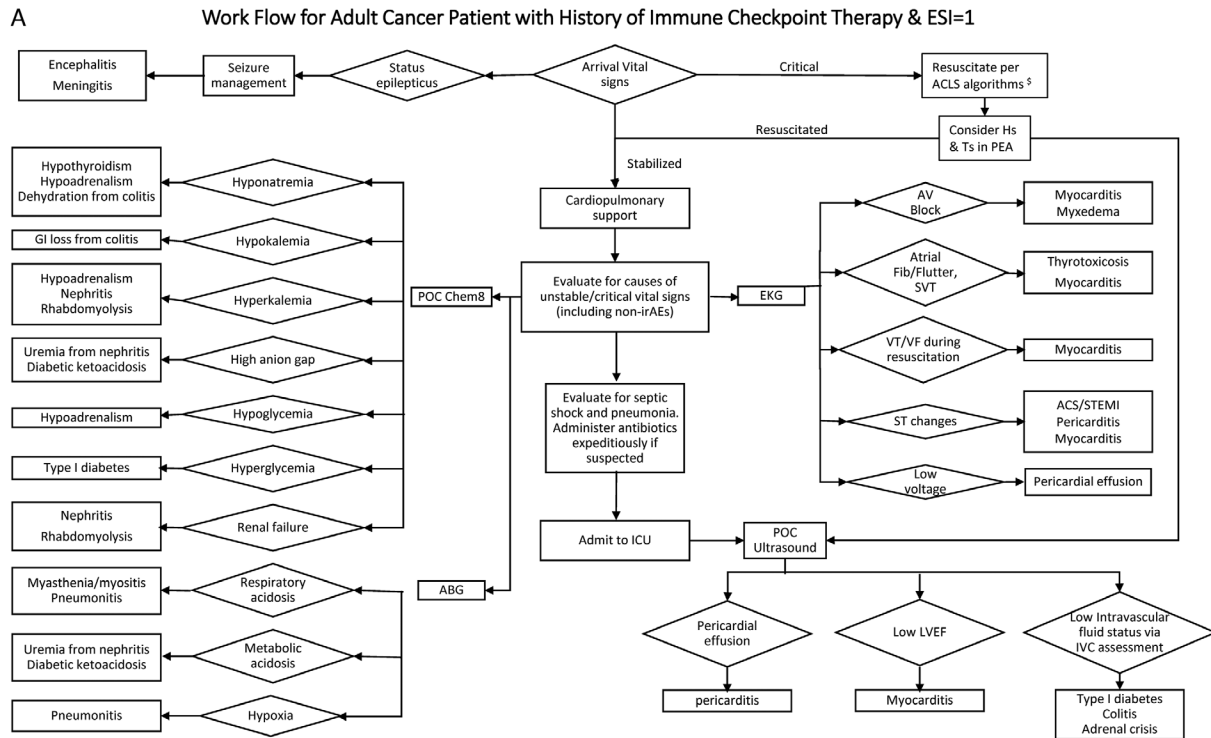 A
Work Flow for Adult Cancer Patient with History of Immune Checkpoint Therapy & ESI=1
Encephalitis
Meningitis
Seizure
management
Status
epilepticus
Arrival Vital
signs
Critical
Resuscitate per
ACLS algorithms $
Resuscitated
Consider Hs
& Ts in PEA
Stabilized
Cardiopulmonary
support
Evaluate for causes of
unstable/critical vital signs
(including non-irAEs)
POC Chem8
EKG
Hypothyroidism
Hypoadrenalism
Dehydration from colitis
Hyponatremia
GI loss from colitis
Hypokalemia
Hypoadrenalism
Nephritis
Rhabdomyolysis
Hyperkalemia
Uremia from nephritis
Diabetic ketoacidosis
High anion gap
Hypoadrenalism
Hypoglycemia
Type I diabetes
Hyperglycemia
Nephritis
Rhabdomyolysis
Renal failure
ABG
Myasthenia/myositis
Pneumonitis
Respiratory
acidosis
Uremia from nephritis
Diabetic ketoacidosis
Metabolic
acidosis
Pneumonitis
Hypoxia
Evaluate for septic
shock and pneumonia.
Administer antibiotics
expeditiously if
suspected
Admit to ICU
AV
Block
Myocarditis
Myxedema
Atrial
Fib/Flutter,
SVT
Thyrotoxicosis
Myocarditis
VT/VF during
resuscitation
Myocarditis
ST changes
ACS/STEMI
Pericarditis
Myocarditis
Low
voltage
Pericardial effusion
POC
Ultrasound
Pericardial
effusion
pericarditis
Low LVEF
Myocarditis
Low Intravascular
fluid status via
IVC assessment
Type I diabetes
Colitis
Adrenal crisis